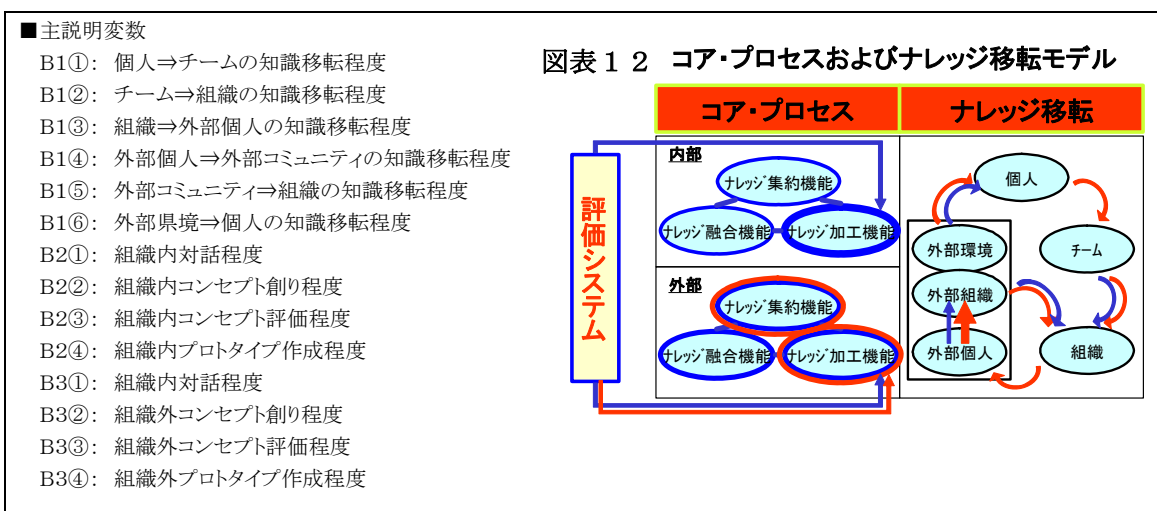 ■主説明変数
B1①： 個人⇒チームの知識移転程度
B1②： チーム⇒組織の知識移転程度
B1③： 組織⇒外部個人の知識移転程度
B1④： 外部個人⇒外部コミュニティの知識移転程度
B1⑤： 外部コミュニティ⇒組織の知識移転程度
B1⑥： 外部県境⇒個人の知識移転程度
B2①： 組織内対話程度
B2②： 組織内コンセプト創り程度
B2③： 組織内コンセプト評価程度
B2④： 組織内プロトタイプ作成程度
B3①： 組織内対話程度
B3②： 組織外コンセプト創り程度
B3③： 組織外コンセプト評価程度
B3④： 組織外プロトタイプ作成程度
図表１２ コア・プロセスおよびナレッジ移転モデル
コア・プロセス
ナレッジ移転
評価システム
内部
ナレッジ集約機能
ナレッジ融合機能
ナレッジ加工機能
外部
ナレッジ集約機能
ナレッジ融合機能
ナレッジ加工機能
個人
外部環境
チーム
外部組織
外部個人
組織